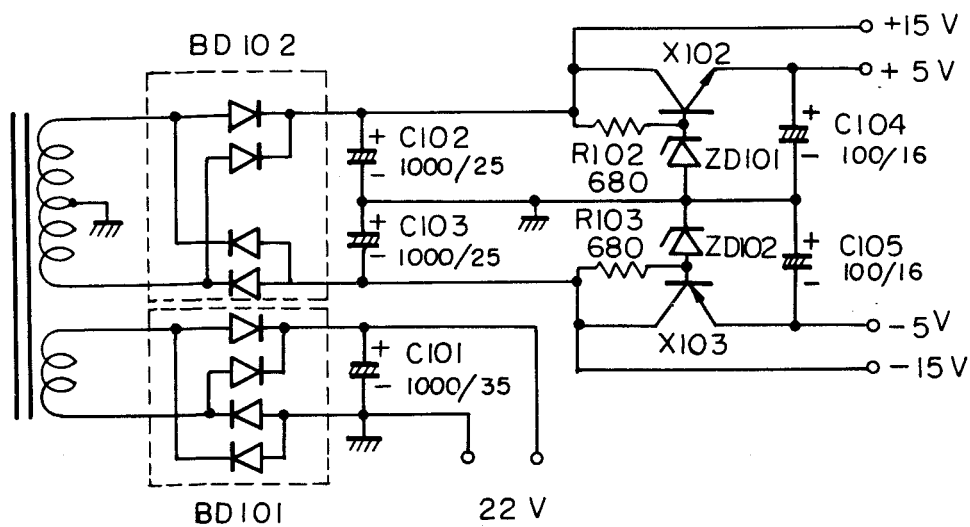 BD102
+15 V
X102
+ 5 V
+
C102
1000/25
-
R102
680
ZD101
+
C104
100/16
-
+
C103
1000/25
-
R103
680
ZD102
+
C105
100/16
-
X103
- 5 V
-15 V
+
C101
1000/35
-
BD101
22 V